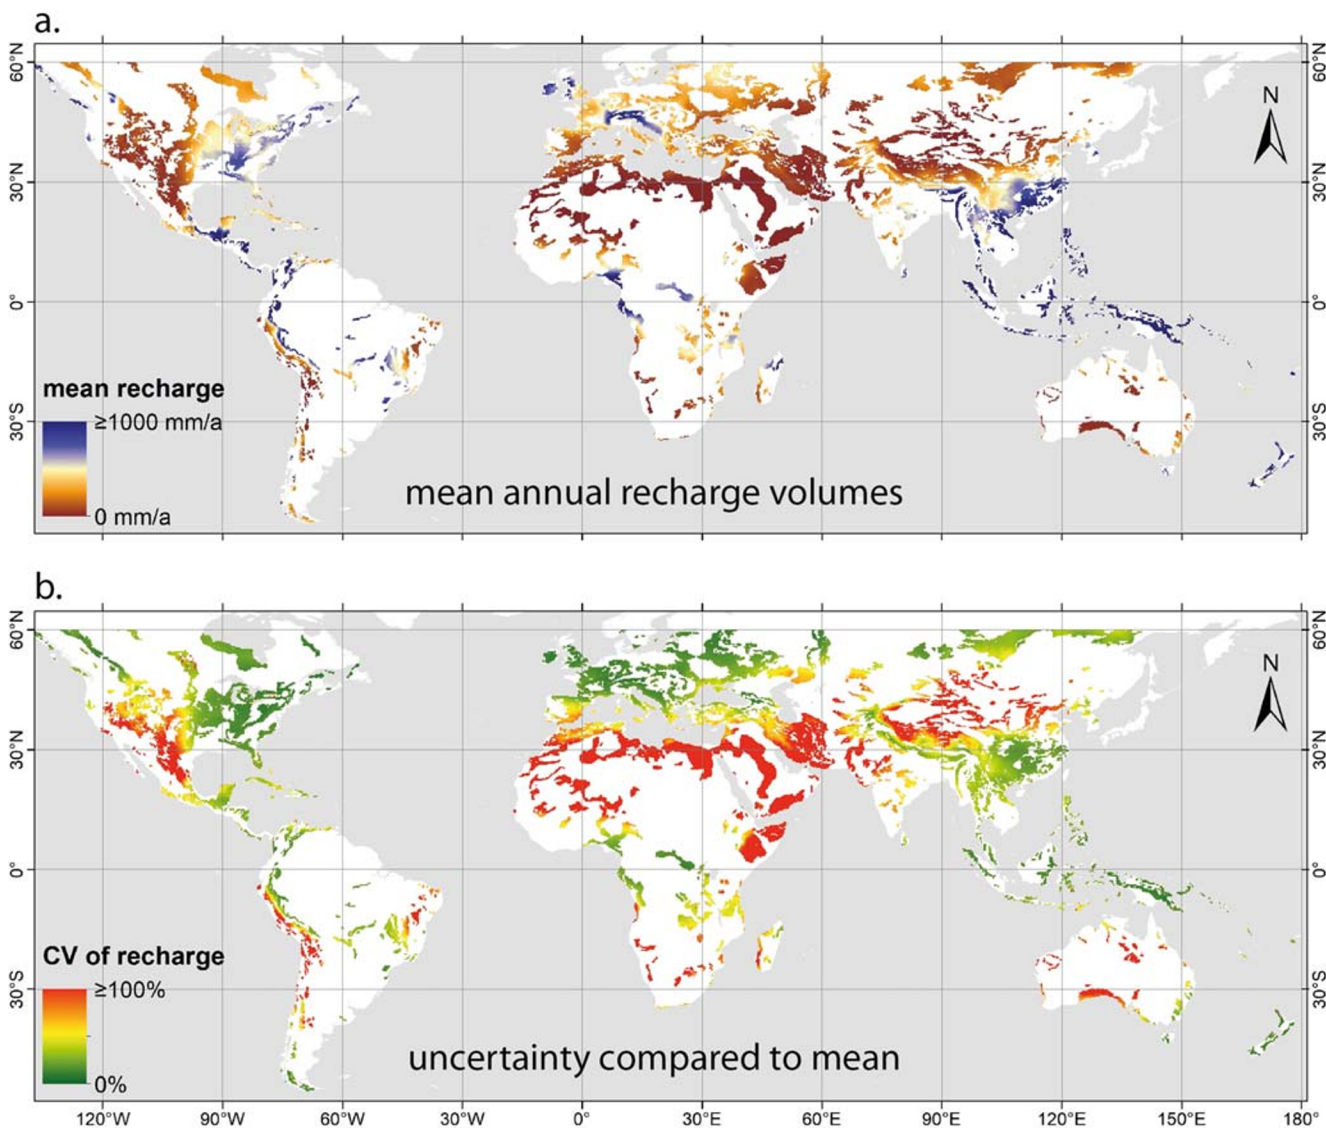 a.
60°N
60°N
N
30°N
30°N
0°
0°
mean recharge
≥1000 mm/a
30°S
30°S
mean annual recharge volumes
0 mm/a
b.
60°N
60°N
N
30°N
30°N
0°
0°
CV of recharge
≥100%
30°S
30°S
uncertainty compared to mean
0%
120°W 90°W 60°W 30°W 0° 30°E 60°E 90°E 120°E 150°E 180°